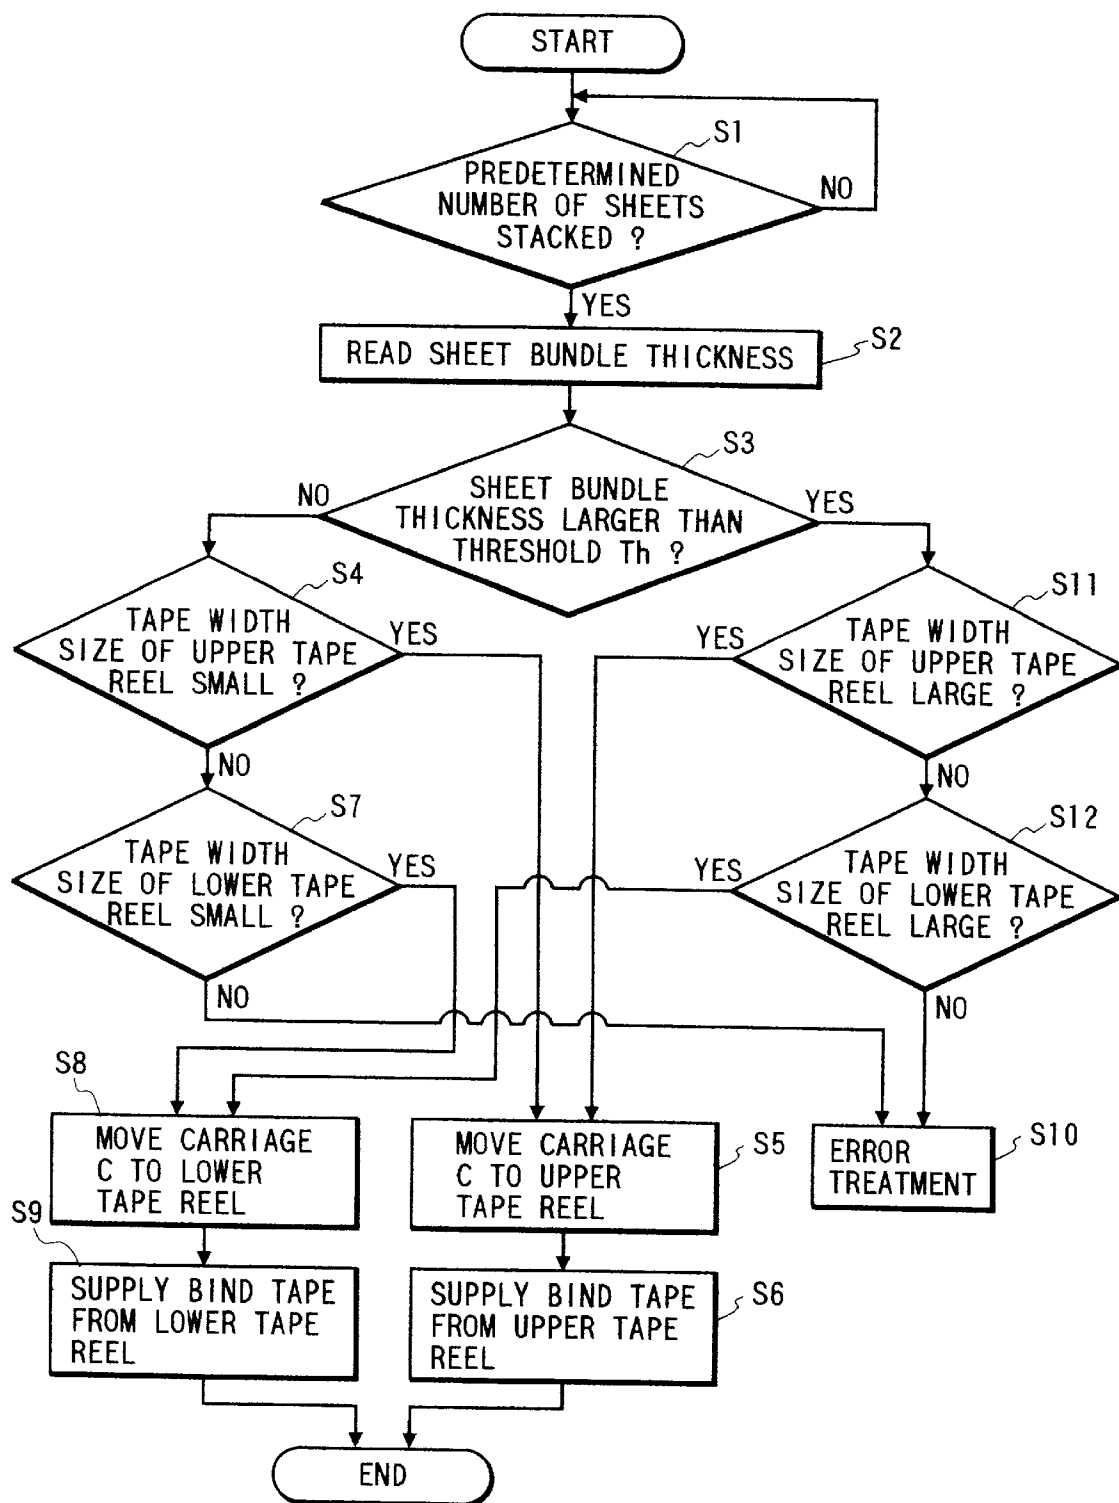 START
S1
PREDETERMINED
NUMBER OF SHEETS
STACKED ?
NO
YES
READ SHEET BUNDLE THICKNESS
S2
S3
SHEET BUNDLE
THICKNESS LARGER THAN
THRESHOLD Th ?
NO
YES
S4
TAPE WIDTH
SIZE OF UPPER TAPE
REEL SMALL ?
YES
NO
S11
TAPE WIDTH
SIZE OF UPPER TAPE
REEL LARGE ?
YES
NO
S7
TAPE WIDTH
SIZE OF LOWER TAPE
REEL SMALL ?
YES
NO
S12
TAPE WIDTH
SIZE OF LOWER TAPE
REEL LARGE ?
YES
NO
S8
MOVE CARRIAGE
C TO LOWER
TAPE REEL
MOVE CARRIAGE
C TO UPPER
TAPE REEL
S5
ERROR
TREATMENT
S10
S9
SUPPLY BIND TAPE
FROM LOWER TAPE
REEL
SUPPLY BIND TAPE
FROM UPPER TAPE
REEL
S6
END